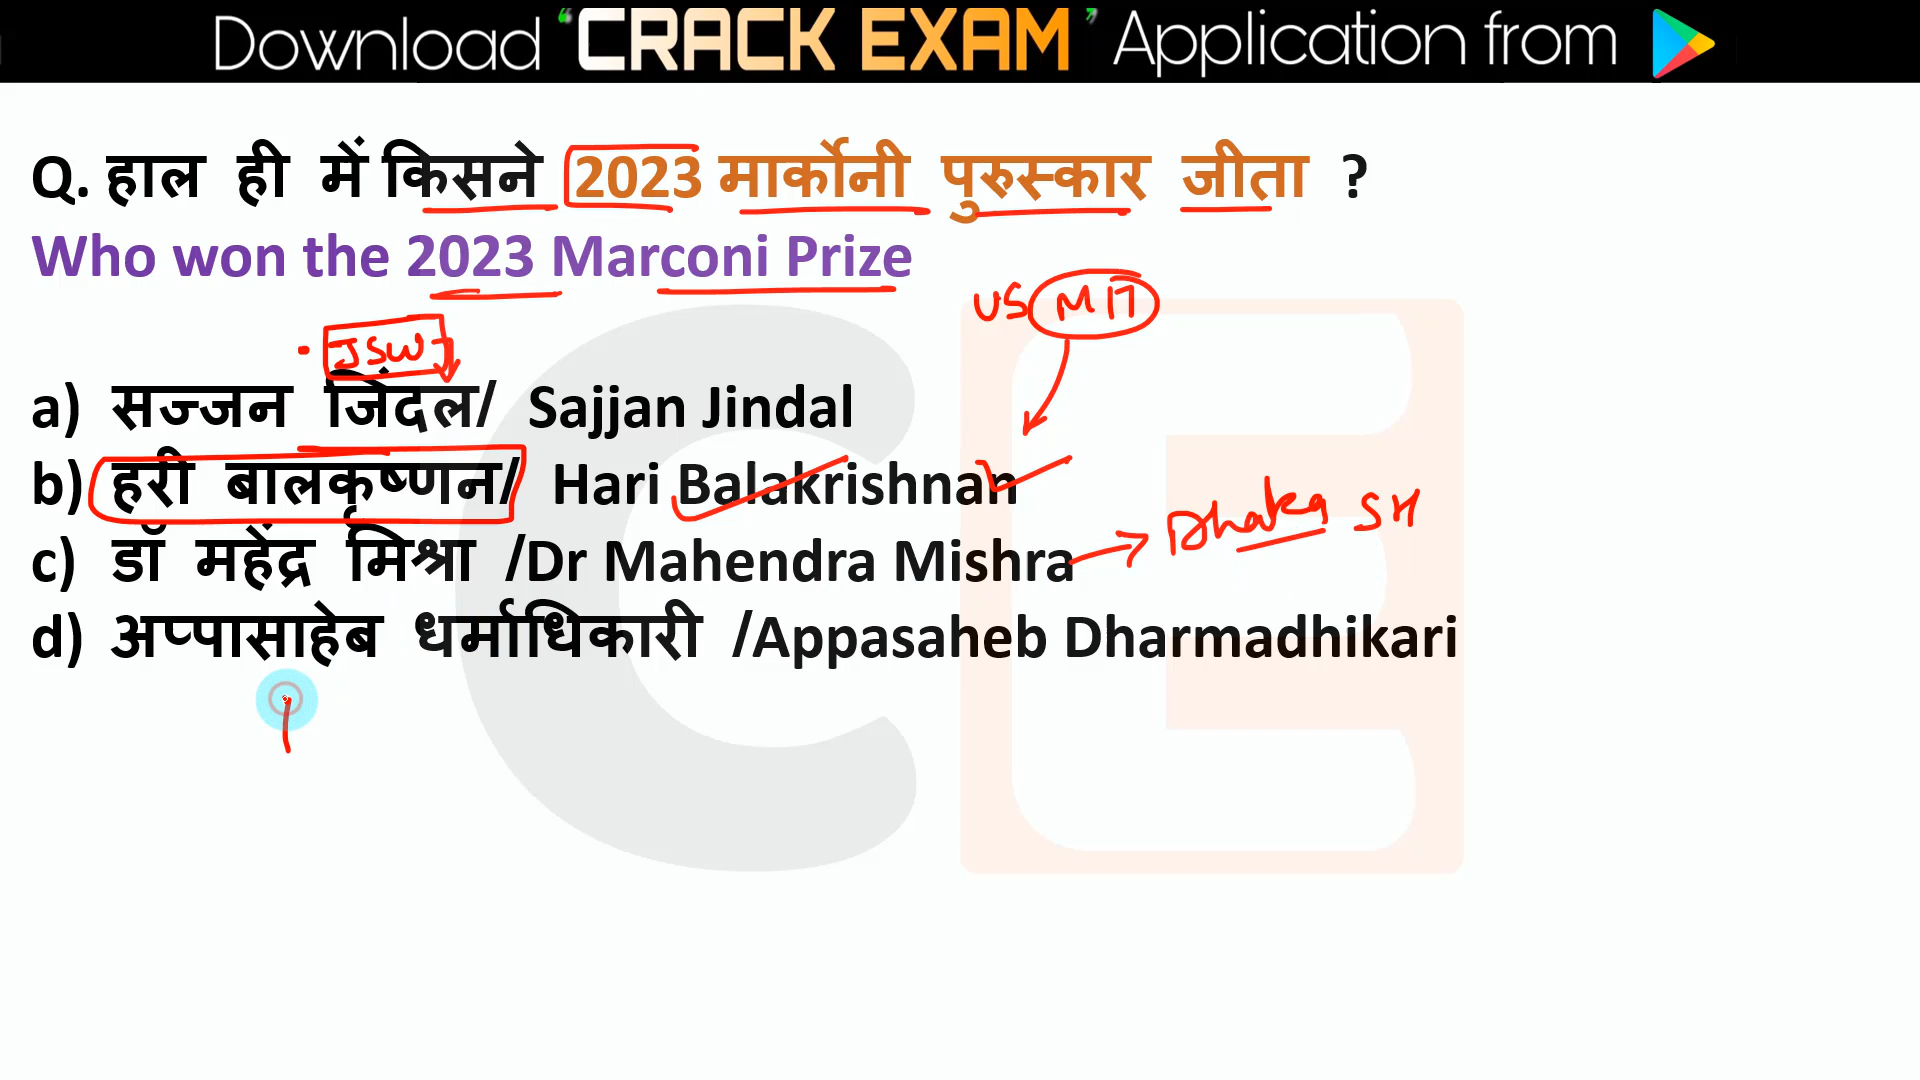 Download ‘CRACK EXAM’ Application from
Q. हाल ही में किसने 2023 मार्कोनी पुरुस्कार जीता ?
Who won the 2023 Marconi Prize
US MIT
JSW
a) सज्जन जिंदल/ Sajjan Jindal
b) हरी बालकृष्णन/ Hari Balakrishnan
Dhaka
c) डॉ महेंद्र मिश्रा /Dr Mahendra Mishra
d) अप्पासाहेब धर्माधिकारी /Appasaheb Dharmadhikari